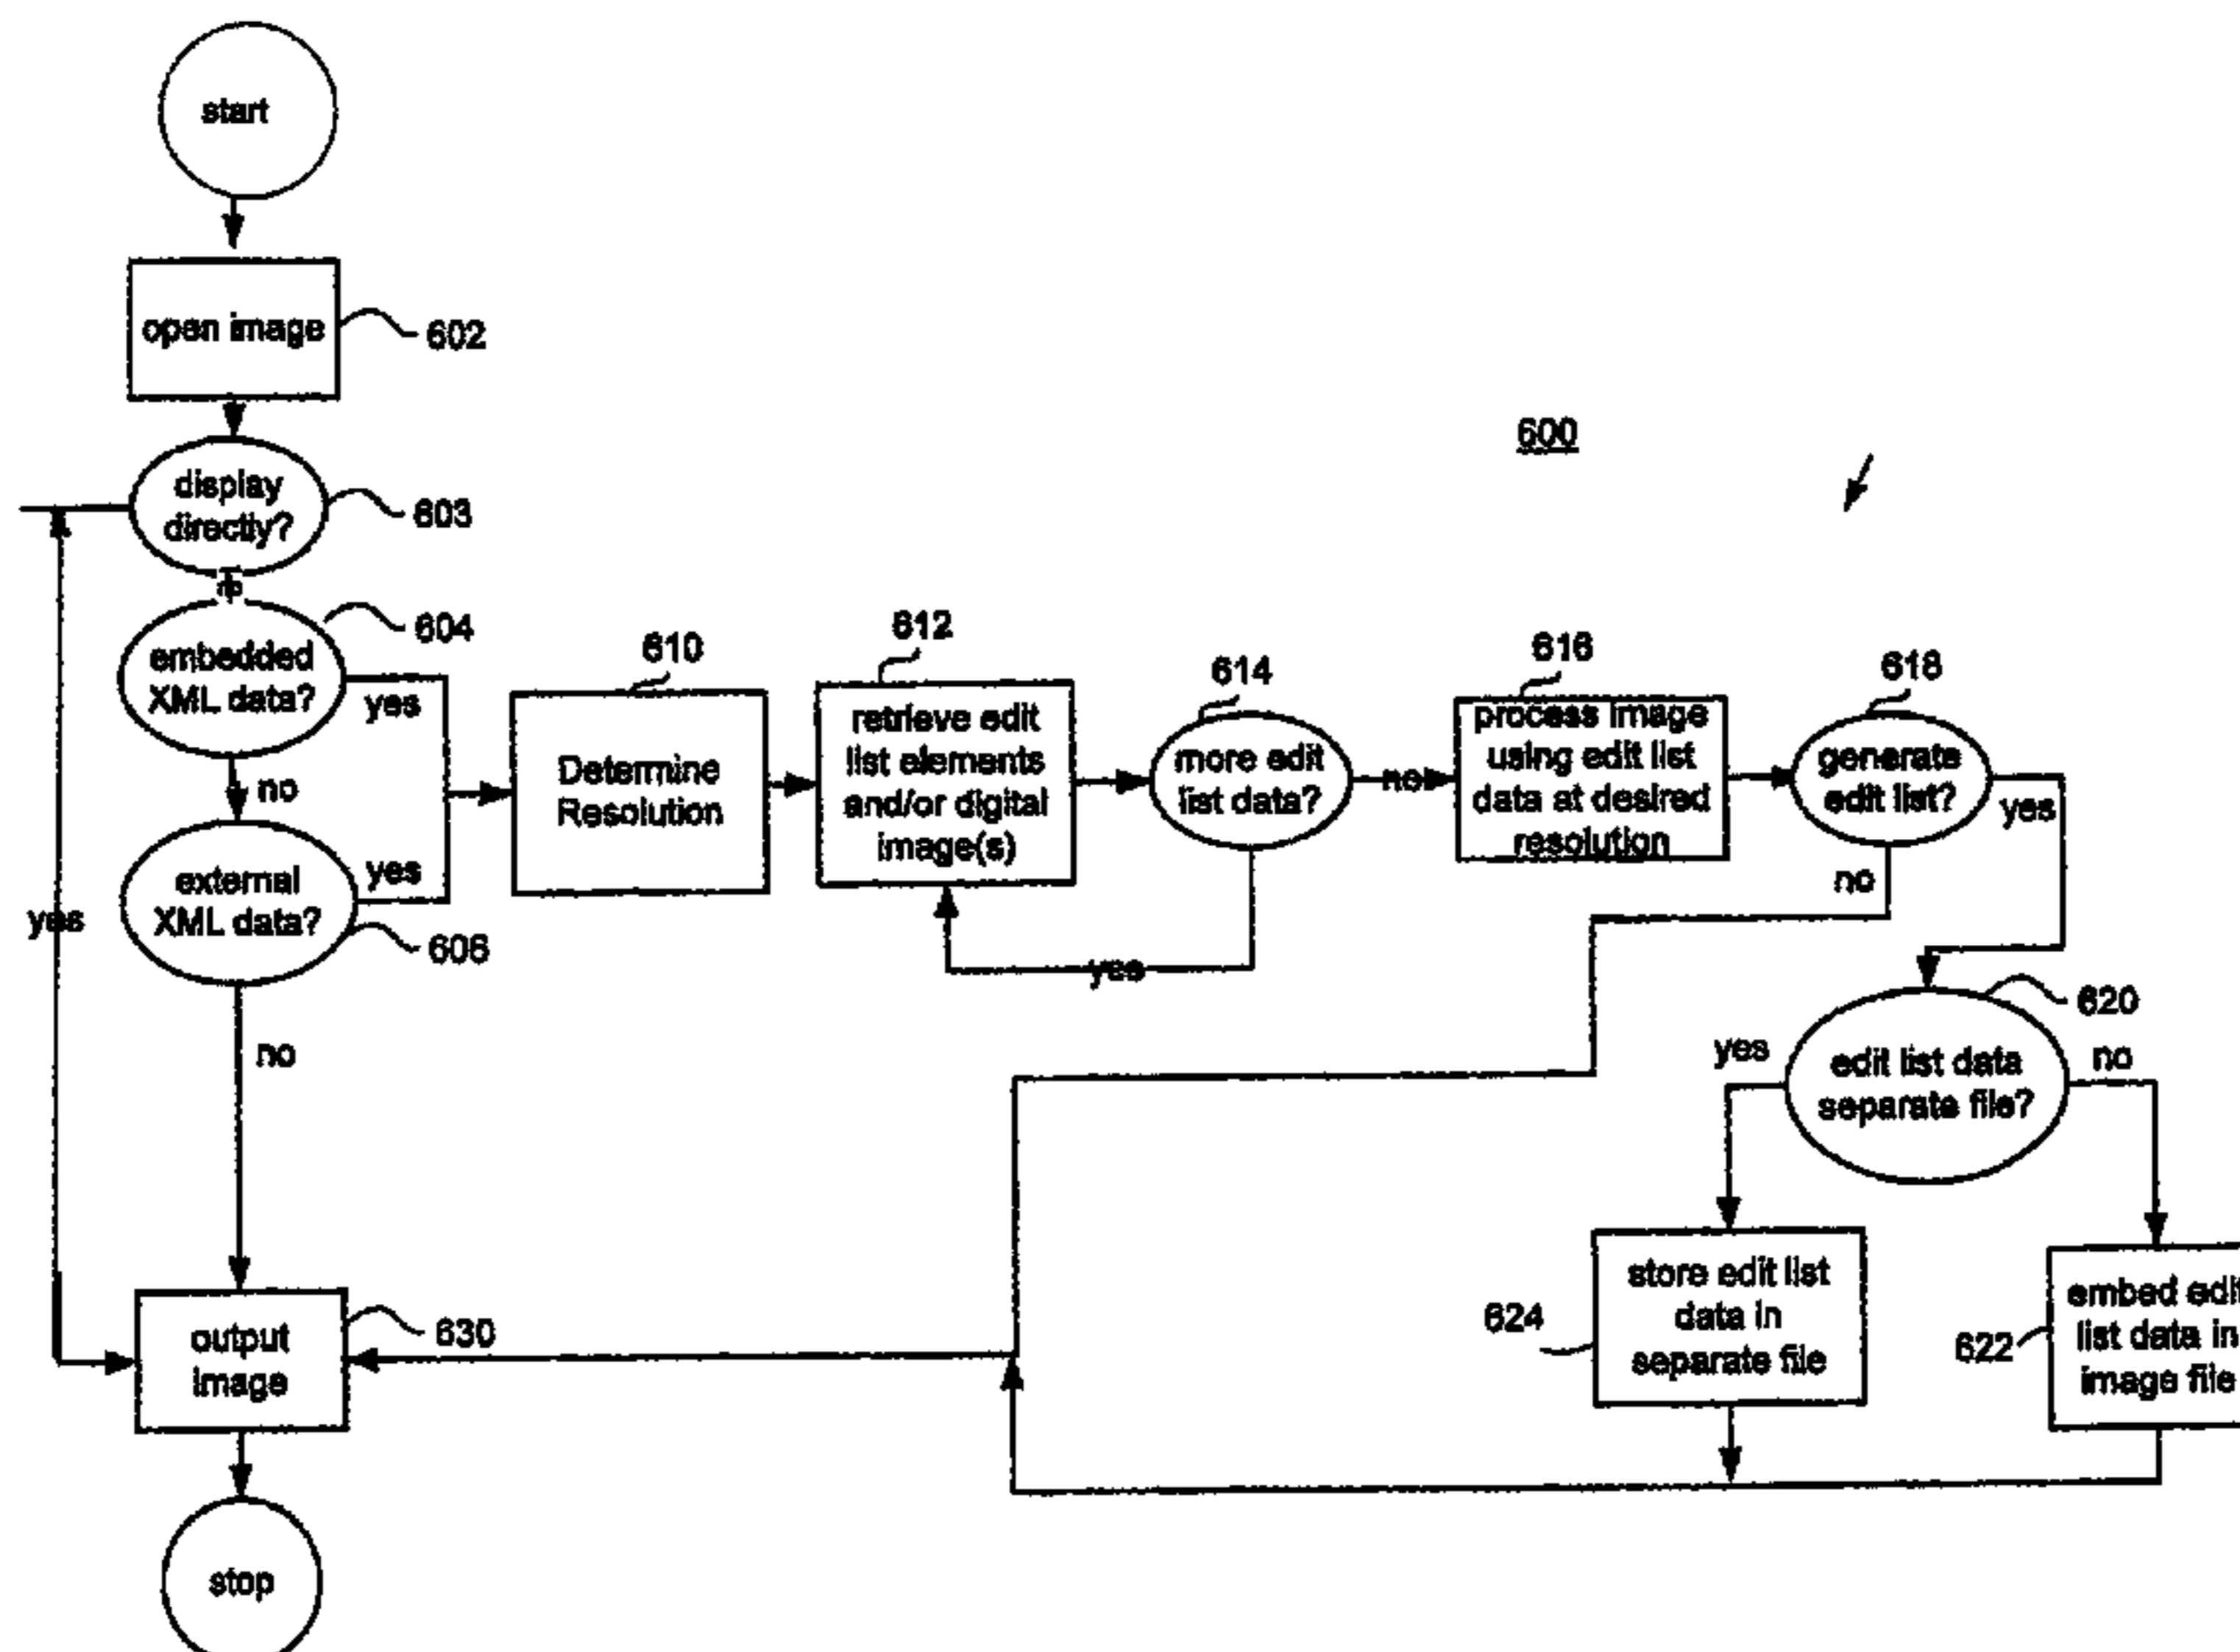 start
open image
602
600
display
directly?
603
no
embedded
XML data?
604
yes
no
external
XML data?
606
yes
yes
no
610
Determine
Resolution
612
retrieve edit
list elements
and/or digital
image(s)
614
more edit
list data?
no
yes
616
process image
using edit list
data at desired
resolution
618
generate
edit list?
yes
no
620
edit list data
separate file?
yes
no
624
store edit list
data in
separate file
622
embed edit
list data in
image file
output
image
630
stop